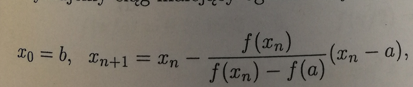 x_0 = b, x_{n+1} = x_n - \frac{f(x_n)}{f(x_n) - f(a)}(x_n - a),